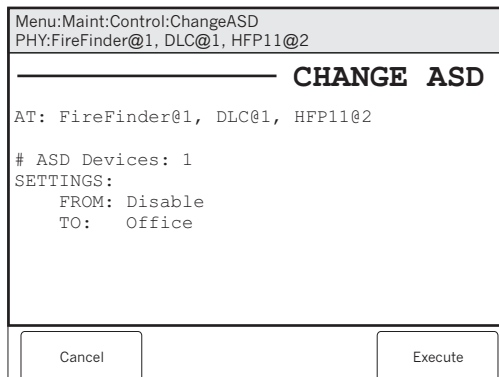 Menu:Maint:Control:ChangeASD
PHY:FireFinder@1, DLC@1, HFP11@2
CHANGE ASD
AT: FireFinder@1, DLC@1, HFP11@2
# ASD Devices: 1
SETTINGS:
FROM: Disable
TO: Office
Cancel
Execute